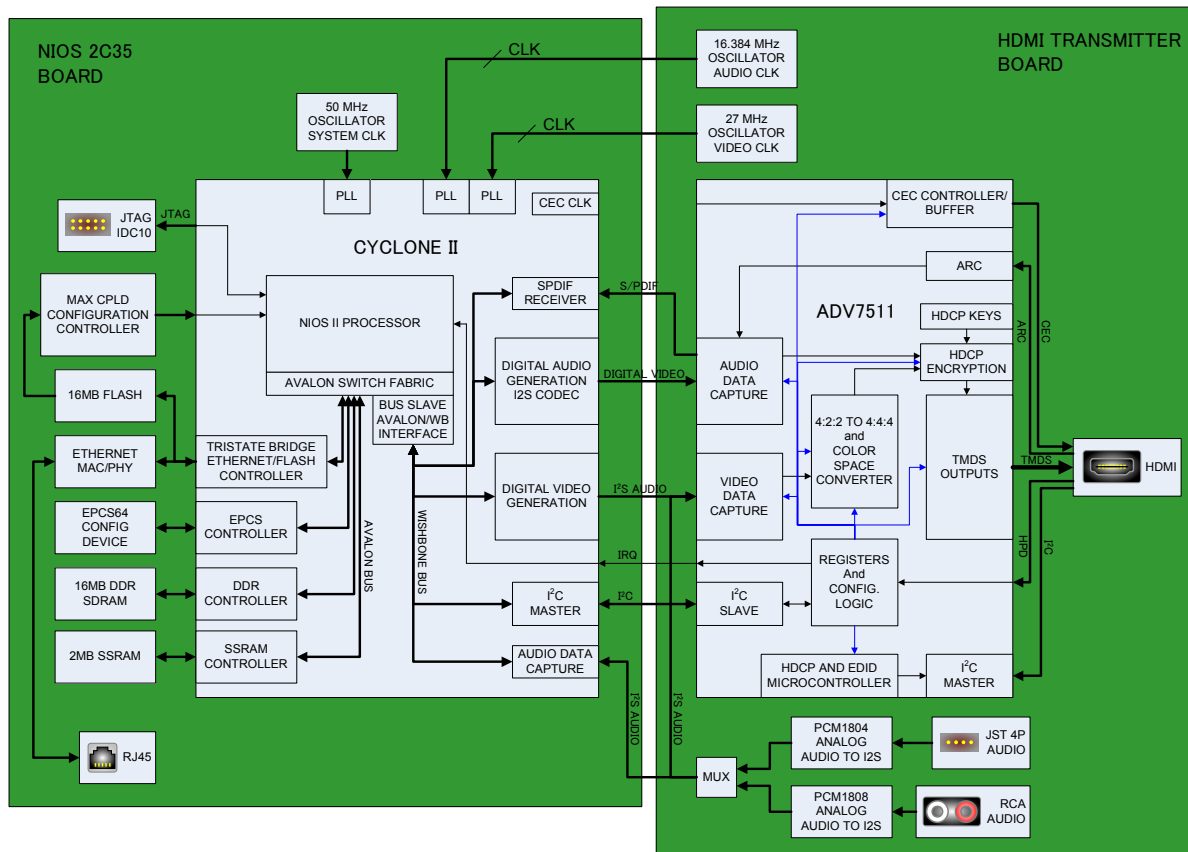 NIOS 2C35
BOARD
HDMI TRANSMITTER
BOARD
16.384 MHz
OSCILLATOR
AUDIO CLK
CLK
27 MHz
OSCILLATOR
VIDEO CLK
CLK
50 MHz
OSCILLATOR
SYSTEM CLK
PLL
PLL
PLL
CEC CLK
CYCLONE II
JTAG
IDC10
JTAG
MAX CPLD
CONFIGURATION
CONTROLLER
16MB FLASH
ETHERNET
MAC/PHY
EPCS64
CONFIG
DEVICE
16MB DDR
SDRAM
2MB SSRAM
RJ45
NIOS II PROCESSOR
AVALON SWITCH FABRIC
BUS SLAVE
AVALON/WB
INTERFACE
TRISTATE BRIDGE
ETHERNET/FLASH
CONTROLLER
EPCS
CONTROLLER
DDR
CONTROLLER
SSRAM
CONTROLLER
AVALON BUS
WISHBONE BUS
SPDIF
RECEIVER
DIGITAL AUDIO
GENERATION
I2S CODEC
DIGITAL VIDEO
GENERATION
I²C
MASTER
AUDIO DATA
CAPTURE
S/PDIF
DIGITAL VIDEO
I²S AUDIO
IRQ
I²C
I²S AUDIO
I²S AUDIO
CEC CONTROLLER/
BUFFER
ARC
ADV7511
HDCP KEYS
HDCP
ENCRYPTION
AUDIO
DATA
CAPTURE
4:2:2 TO 4:4:4
and
COLOR
SPACE
CONVERTER
TMDS
OUTPUTS
VIDEO
DATA
CAPTURE
REGISTERS
And
CONFIG.
LOGIC
I²C
SLAVE
HDCP AND EDID
MICROCONTROLLER
I²C
MASTER
ARC
CEC
TMDS
HPD
I²C
HDMI
MUX
PCM1804
ANALOG
AUDIO TO I2S
JST 4P
AUDIO
PCM1808
ANALOG
AUDIO TO I2S
RCA
AUDIO